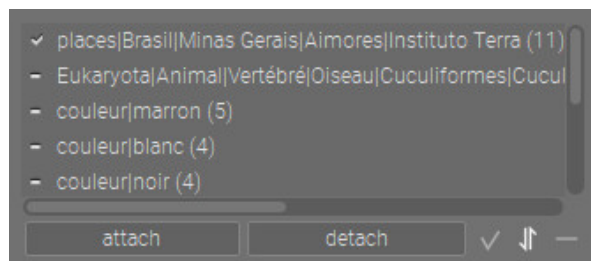 places|Brasil|Minas Gerais|Aimores|Instituto Terra (11)
Eukaryota|Animal|Vertébré|Oiseau|Cuculiformes|Cucul
couleur|marron (5)
couleur|blanc (4)
couleur|noir (4)
attach detach